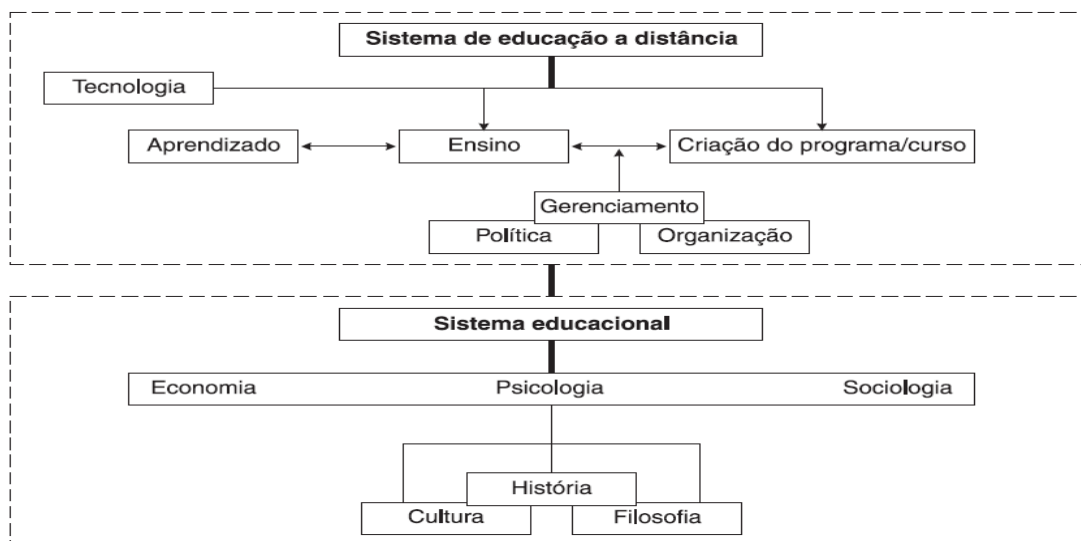 Sistema de educação a distância
Tecnologia
Aprendizado
Ensino
Criação do programa/curso
Gerenciamento
Política
Organização
Sistema educacional
Economia
Psicologia
Sociologia
História
Cultura
Filosofia